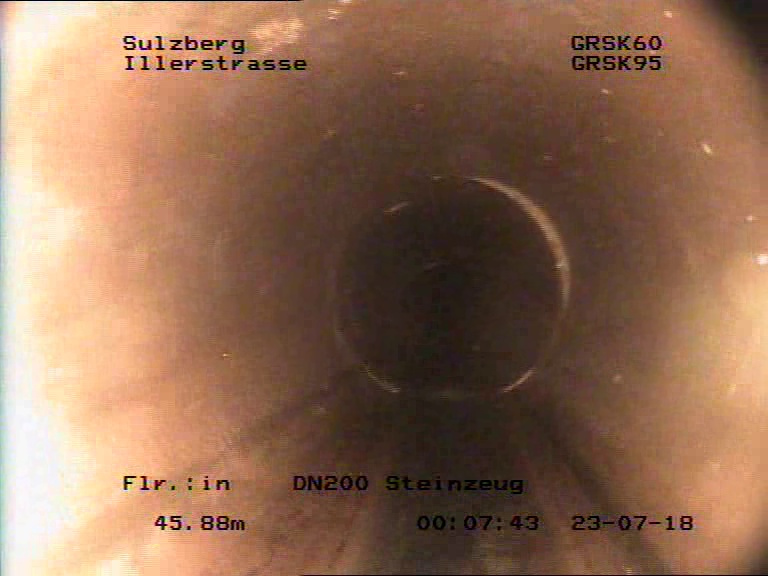 Sulzberg GRSK60
Illerstrasse GRSK95
Flr.:in DN200 Steinzeug
45.88m 00:07:43 23-07-18